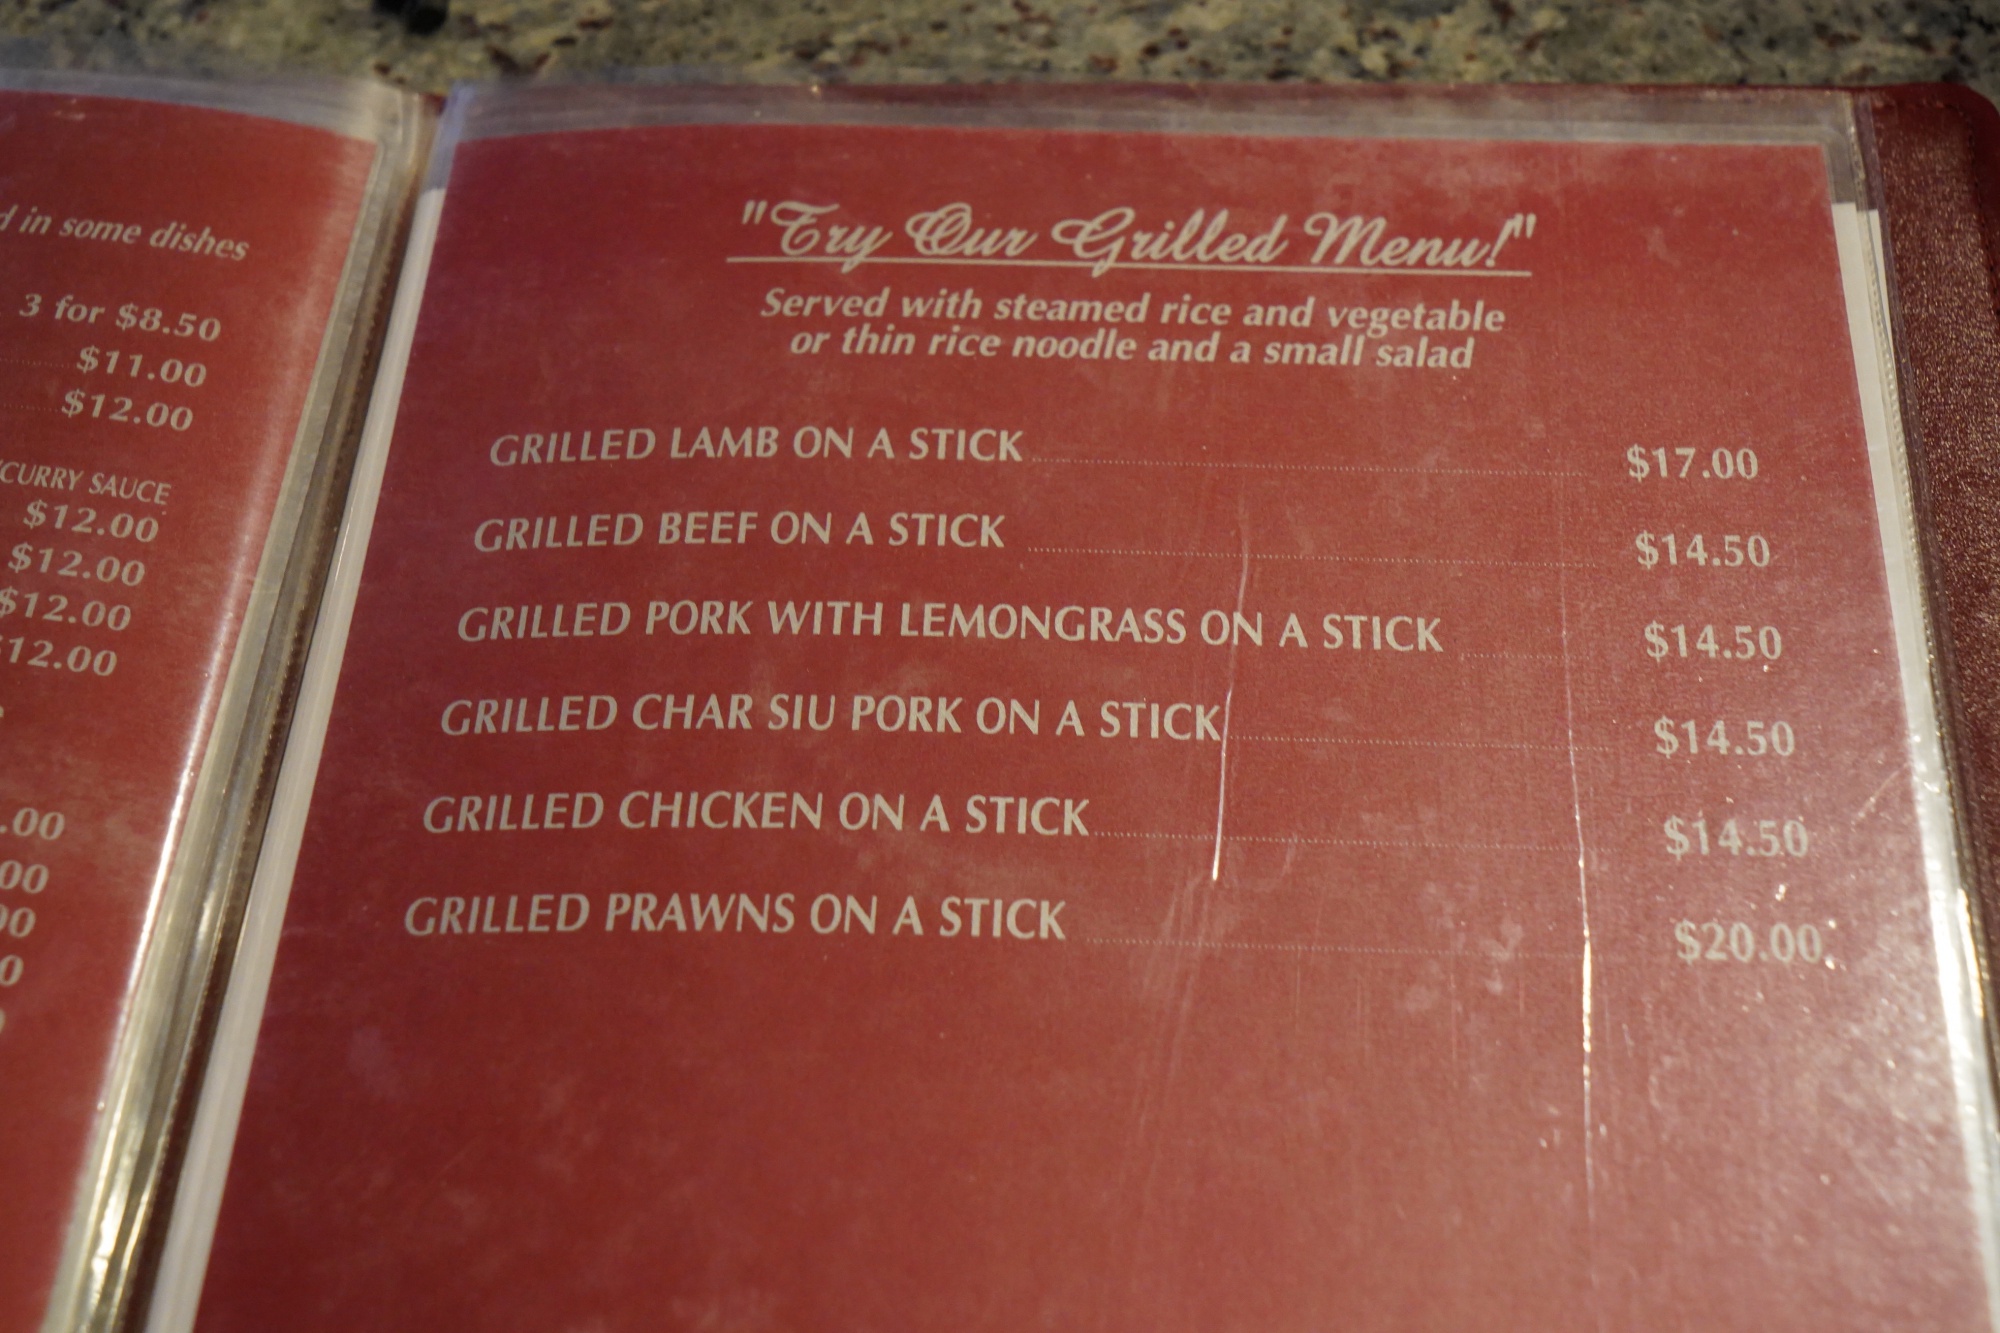 in some dishes
3 for $8.50
$11.00
$12.00
CURRY SAUCE
$12.00
$12.00
$12.00
12.00
.00
00
"Try Our Grilled Menu!"
Served with steamed rice and vegetable
or thin rice noodle and a small salad
GRILLED LAMB ON A STICK $17.00
GRILLED BEEF ON A STICK $14.50
GRILLED PORK WITH LEMONGRASS ON A STICK $14.50
GRILLED CHAR SIU PORK ON A STICK $14.50
GRILLED CHICKEN ON A STICK $14.50
GRILLED PRAWNS ON A STICK $20.00